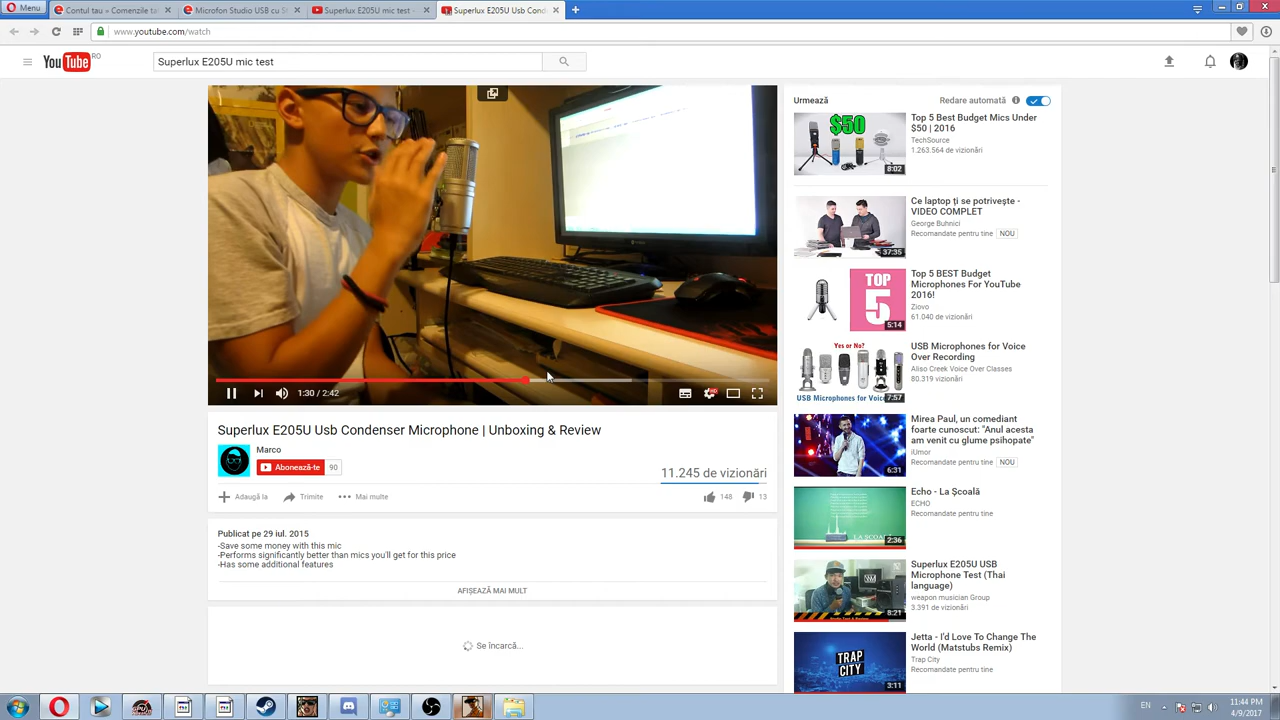 Menu
Contul tau » Comenzile ta
Microfon Studio USB cu St
Superlux E205U mic test -
Superlux E205U Usb Cond
www.youtube.com/watch
YouTube RO
Superlux E205U mic test
Urmează
Redare automată
$50
8:02
Top 5 Best Budget Mics Under
$50 | 2016
TechSource
1.263.564 de vizionări
37:35
Ce laptop ți se potrivește -
VIDEO COMPLET
George Buhnici
Recomandate pentru tine NOU
TOP
5
5:14
Top 5 BEST Budget
Microphones For YouTube
2016!
Ziovo
61.040 de vizionări
Yes or No?
USB Microphones for Voice
7:57
USB Microphones for Voice
Over Recording
Aliso Creek Voice Over Classes
80.319 vizionări
1:30 / 2:42
HD
Superlux E205U Usb Condenser Microphone | Unboxing & Review
Marco
Abonează-te 90
11.245 de vizionări
Adaugă la
Trimite
Mai multe
148
13
Publicat pe 29 iul. 2015
-Save some money with this mic
-Performs significantly better than mics you'll get for this price
-Has some additional features
AFIȘEAZĂ MAI MULT
Se încarcă...
6:31
Mirea Paul, un comediant
foarte cunoscut: "Anul acesta
am venit cu glume psihopate"
iUmor
Recomandate pentru tine NOU
LA ȘCOALĂ
2:36
Echo - La Școală
ECHO
Recomandate pentru tine
8:21
Superlux E205U USB
Microphone Test (Thai
language)
weapon musician Group
3.391 de vizionări
TRAP
CITY
3:11
Jetta - I'd Love To Change The
World (Matstubs Remix)
Trap City
Recomandate pentru tine
EN
11:44 PM
4/9/2017